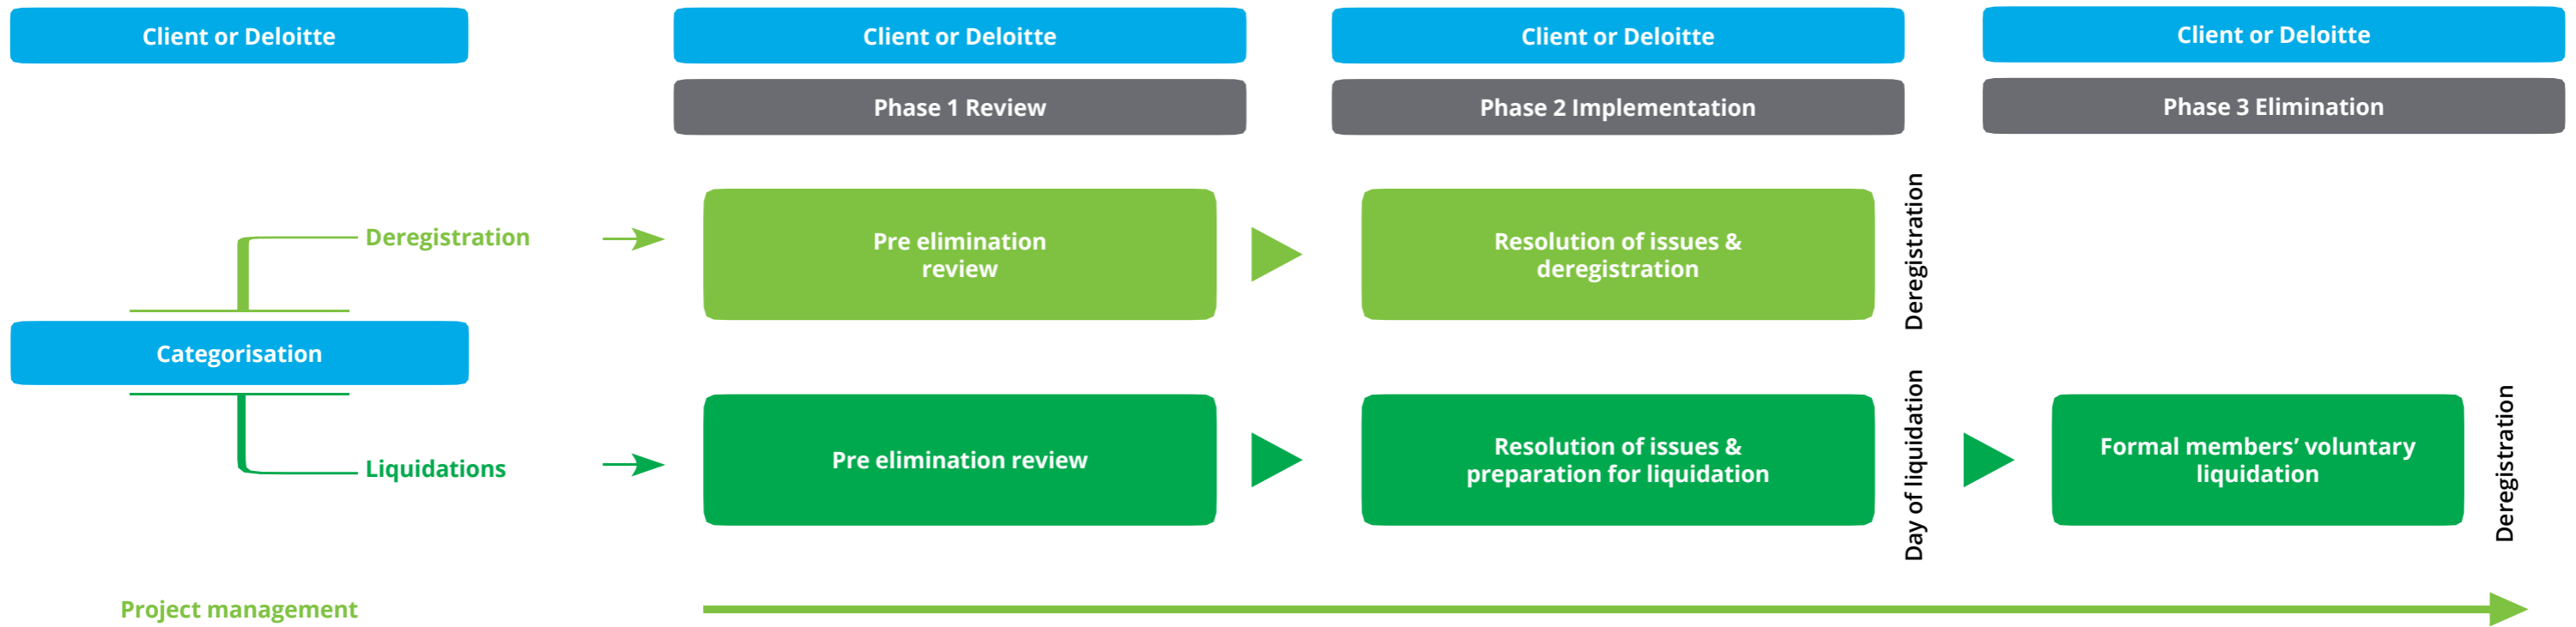 Client or Deloitte
Client or Deloitte
Client or Deloitte
Client or Deloitte
Phase 1 Review
Phase 2 Implementation
Phase 3 Elimination
Deregistration
Pre elimination
review
Resolution of issues &
deregistration
Deregistration
Categorisation
Liquidations
Pre elimination review
Resolution of issues &
preparation for liquidation
Day of liquidation
Formal members’ voluntary
liquidation
Deregistration
Project management